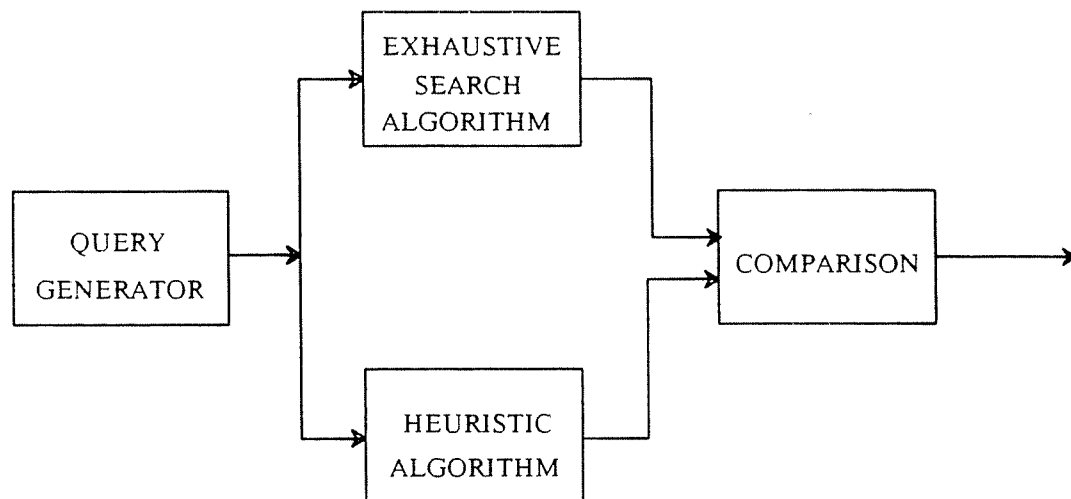 EXHAUSTIVE
SEARCH
ALGORITHM
QUERY
GENERATOR
COMPARISON
HEURISTIC
ALGORITHM